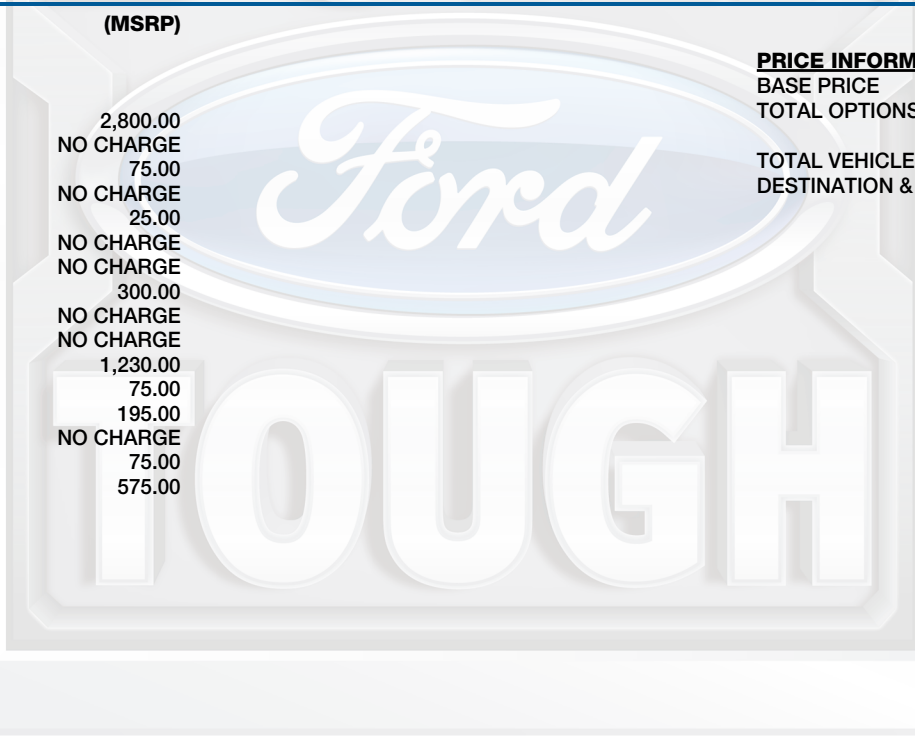 (MSRP)
2,800.00
NO CHARGE
75.00
NO CHARGE
25.00
NO CHARGE
NO CHARGE
300.00
NO CHARGE
NO CHARGE
1,230.00
75.00
195.00
NO CHARGE
75.00
575.00
PRICE INFORM
BASE PRICE
TOTAL OPTIONS
TOTAL VEHICLE
DESTINATION &
Ford
TOUGH